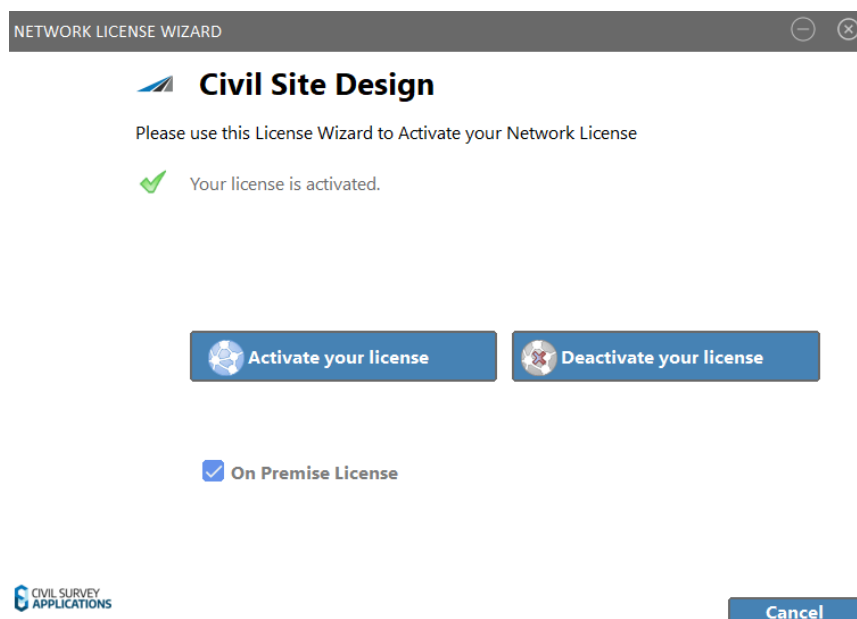 NETWORK LICENSE WIZARD
Civil Site Design
Please use this License Wizard to Activate your Network License
Your license is activated.
Activate your license
Deactivate your license
On Premise License
CIVIL SURVEY
APPLICATIONS
Cancel